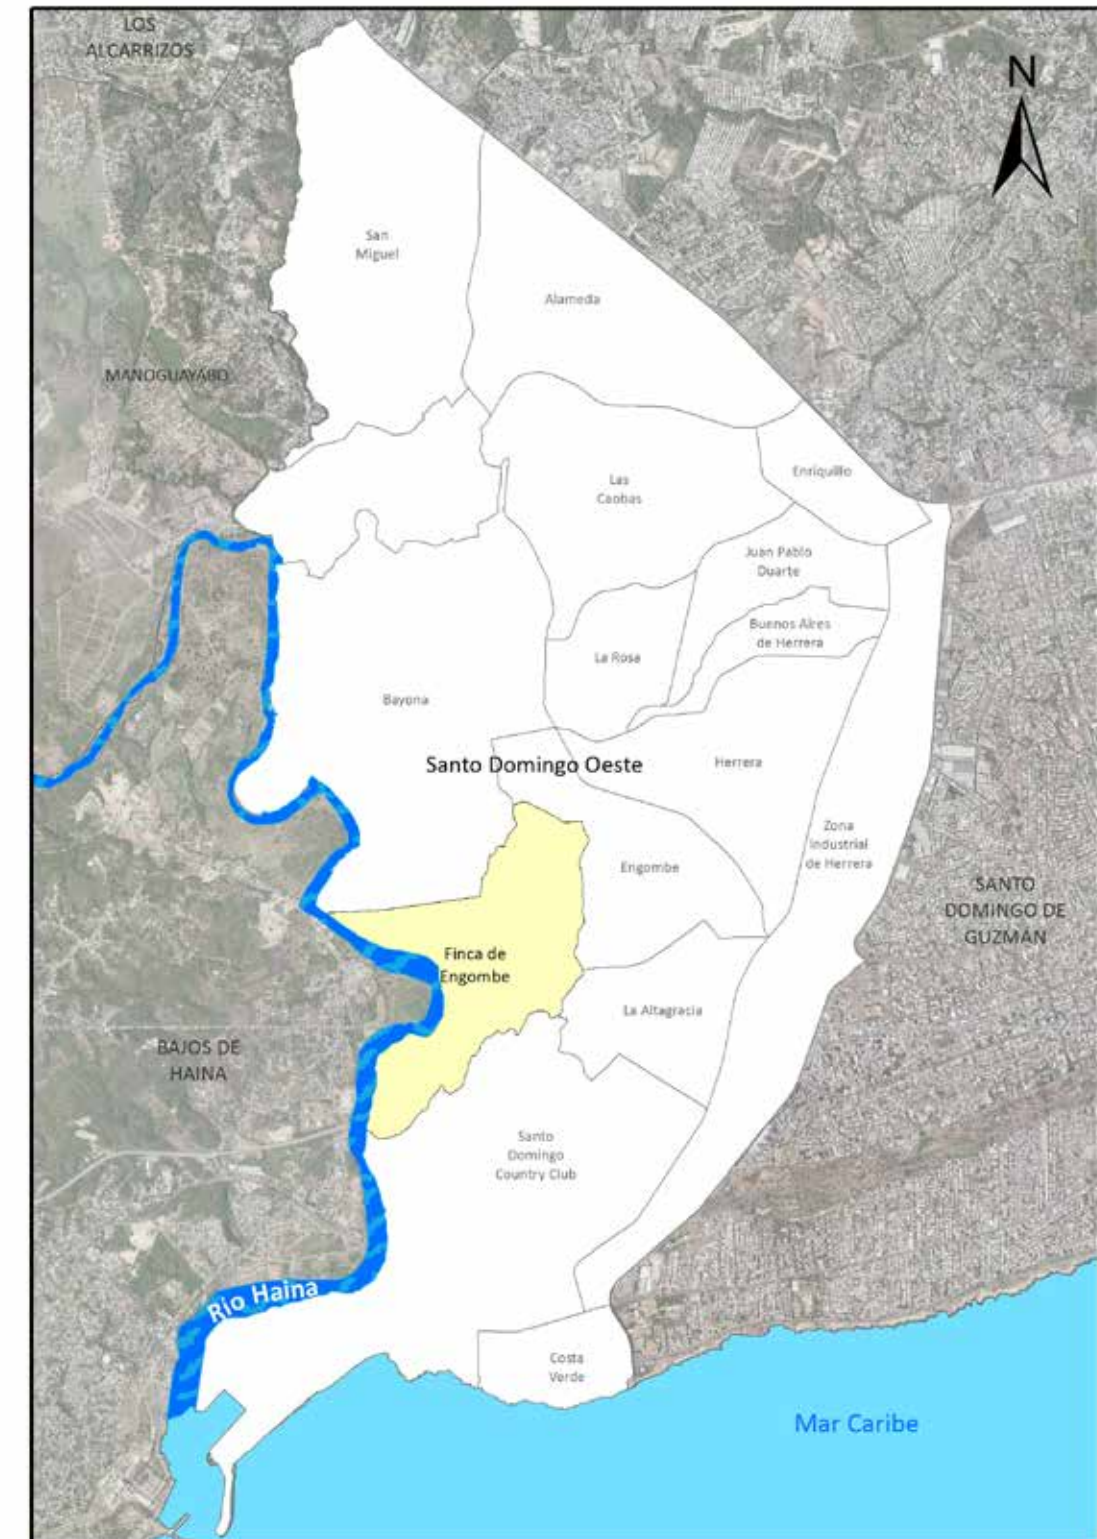 LOS
ALCARRIZOS
N
San
Miguel
Alameda
MANOGUAYABO
Las
Caobas
Enriquillo
Juan Pablo
Duarte
Buenos Aires
de Herrera
La Rosa
Bayona
Santo Domingo Oeste
Herrera
Zona
Industrial
de Herrera
Engombe
SANTO
DOMINGO DE
GUZMÁN
Finca de
Engombe
La Altagracia
BAJOS DE
HAINA
Santo
Domingo
Country Club
Rio Haina
Costa
Verde
Mar Caribe